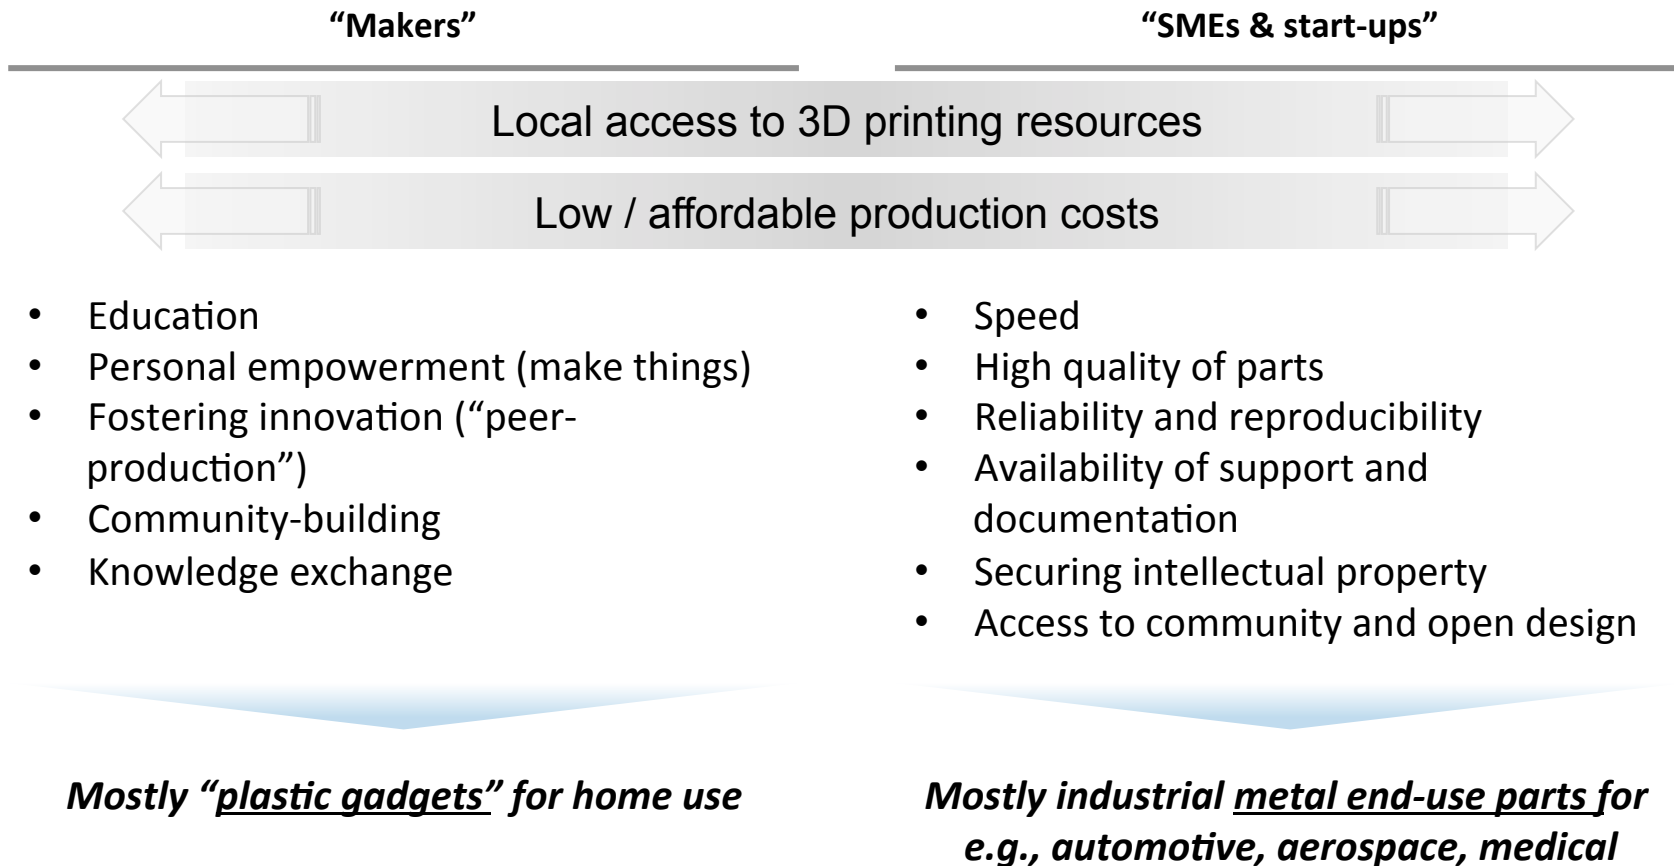 “Makers”
“SMEs & start-ups”
Local access to 3D printing resources
Low / affordable production costs
• Education
• Personal empowerment (make things)
• Fostering innovation (“peer-
production”)
• Community-building
• Knowledge exchange
• Speed
• High quality of parts
• Reliability and reproducibility
• Availability of support and
documentation
• Securing intellectual property
• Access to community and open design
Mostly “plastic gadgets” for home use
Mostly industrial metal end-use parts for
e.g., automotive, aerospace, medical